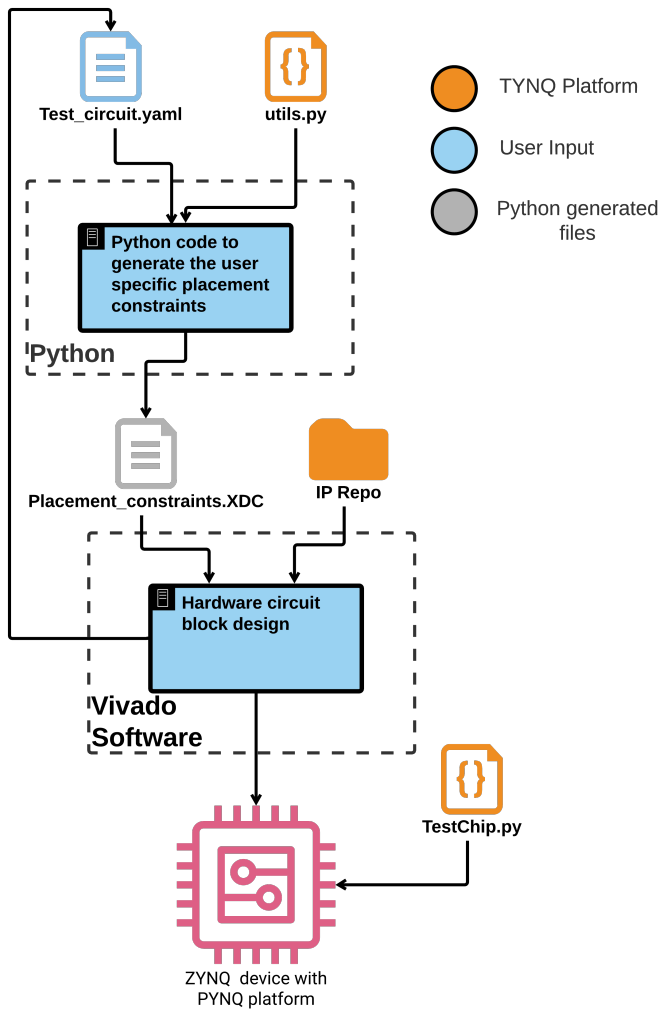 Test_circuit.yaml
utils.py
TYNQ Platform
User Input
Python generated
files
Python code to
generate the user
specific placement
constraints
Python
Placement_constraints.XDC
IP Repo
Hardware circuit
block design
Vivado
Software
TestChip.py
ZYNQ  device with
PYNQ platform